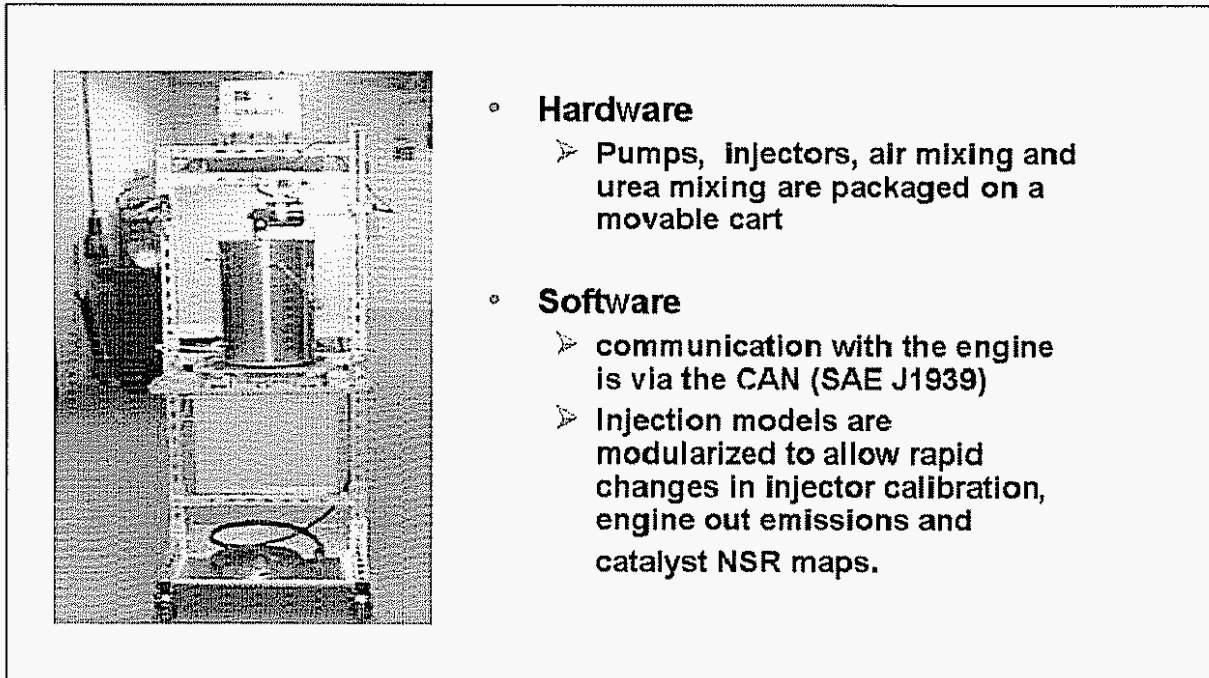 ◦ Hardware
➢ Pumps, injectors, air mixing and
urea mixing are packaged on a
movable cart
◦ Software
➢ communication with the engine
is via the CAN (SAE J1939)
➢ Injection models are
modularized to allow rapid
changes in injector calibration,
engine out emissions and
catalyst NSR maps.